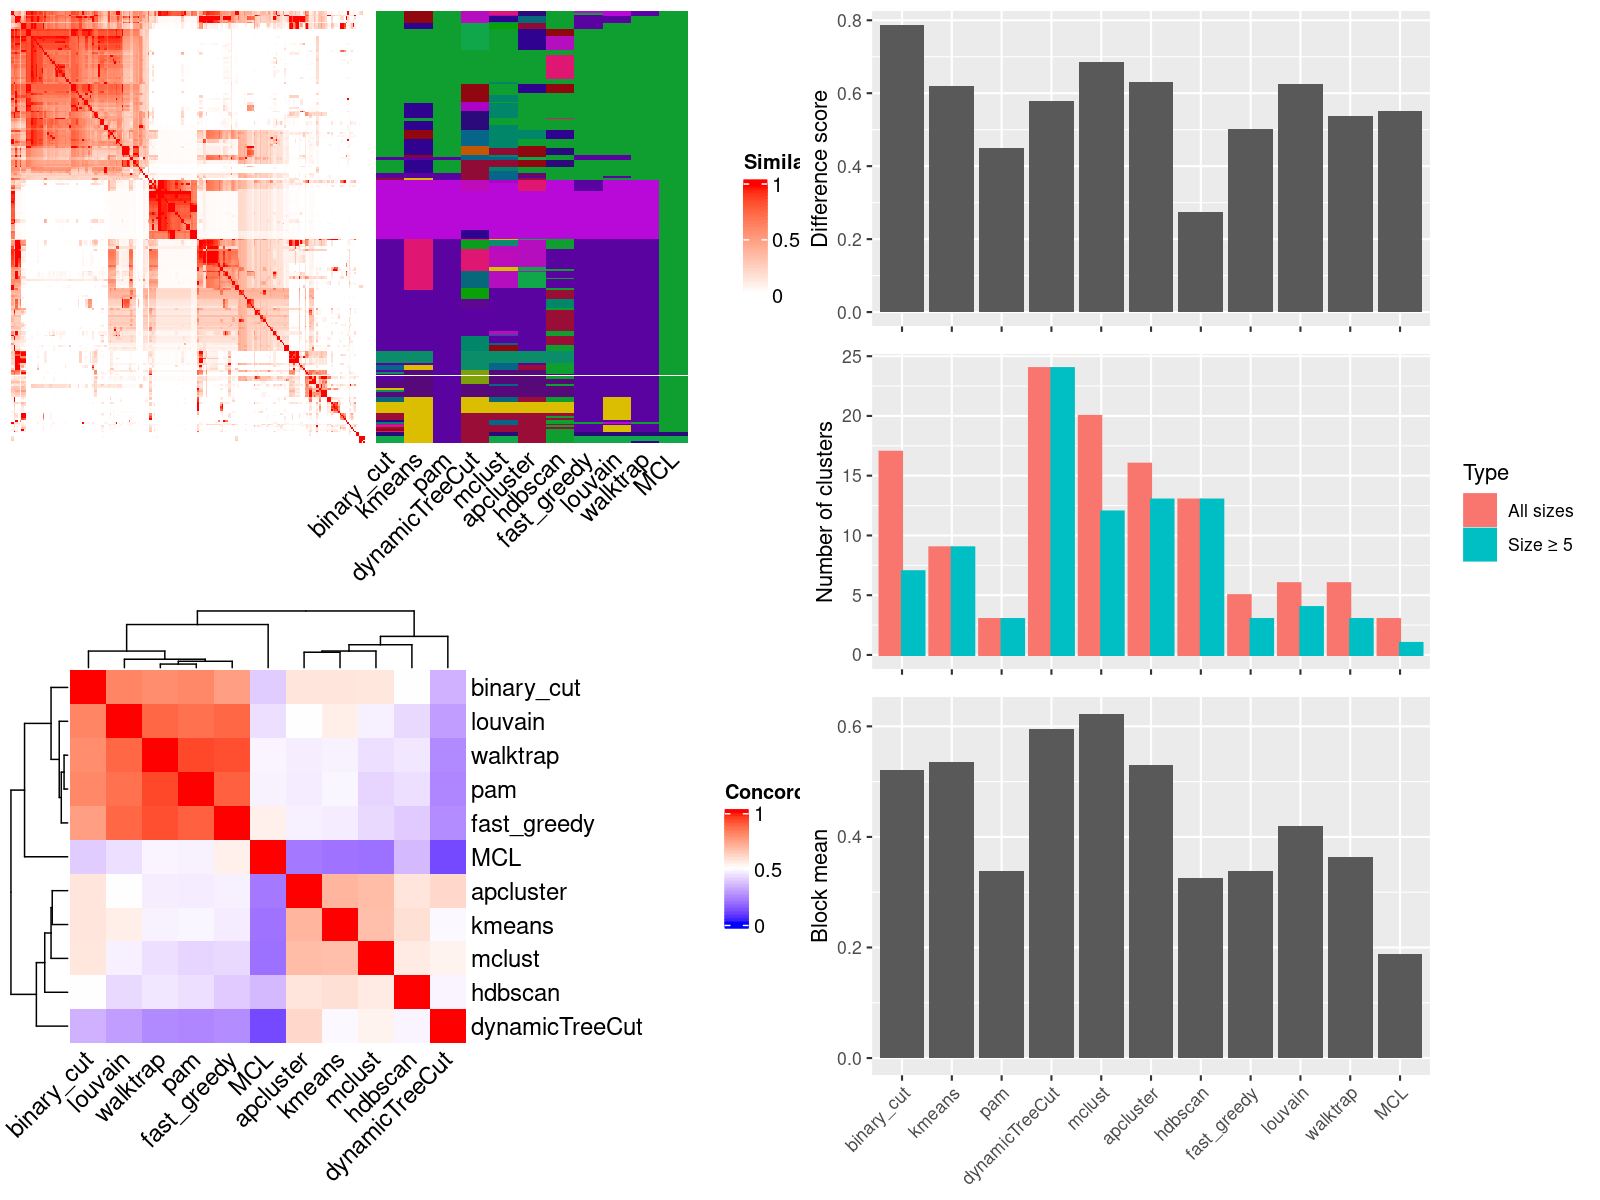 Simila
1
0.5
0
binary_cut
kmeans
pam
dynamicTreeCut
mclust
apcluster
hdbscan
fast_greedy
louvain
walktrap
MCL
binary_cut
louvain
walktrap
pam
fast_greedy
MCL
apcluster
kmeans
mclust
hdbscan
dynamicTreeCut
Concord
1
0.5
0
binary_cut
louvain
walktrap
pam
fast_greedy
MCL
apcluster
kmeans
mclust
hdbscan
dynamicTreeCut
Difference score
0.8
0.6
0.4
0.2
0.0
Number of clusters
25
20
15
10
5
0
Type
All sizes
Size ≥ 5
Block mean
0.6
0.4
0.2
0.0
binary_cut
kmeans
pam
dynamicTreeCut
mclust
apcluster
hdbscan
fast_greedy
louvain
walktrap
MCL